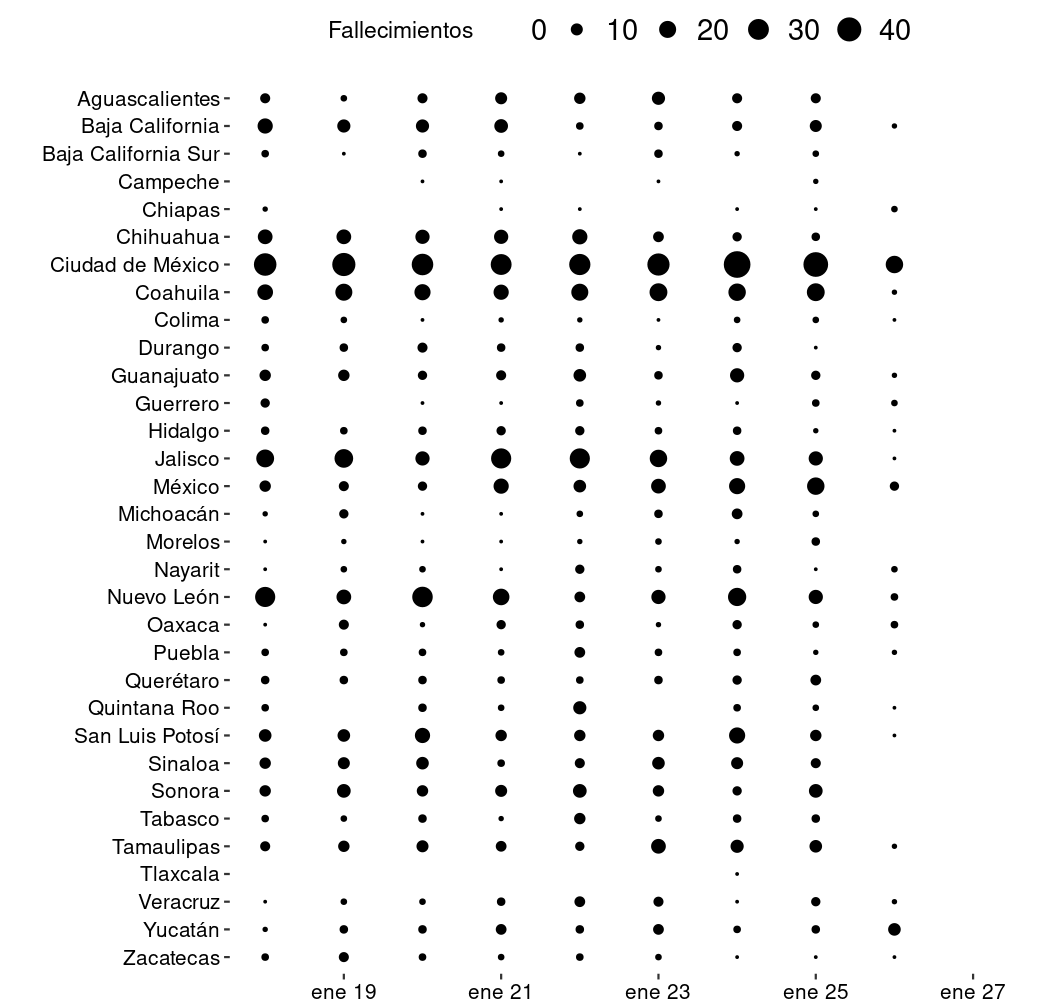 Fallecimientos 0 10 20 30 40
Aguascalientes
Baja California
Baja California Sur
Campeche
Chiapas
Chihuahua
Ciudad de México
Coahuila
Colima
Durango
Guanajuato
Guerrero
Hidalgo
Jalisco
México
Michoacán
Morelos
Nayarit
Nuevo León
Oaxaca
Puebla
Querétaro
Quintana Roo
San Luis Potosí
Sinaloa
Sonora
Tabasco
Tamaulipas
Tlaxcala
Veracruz
Yucatán
Zacatecas
ene 19 ene 21 ene 23 ene 25 ene 27